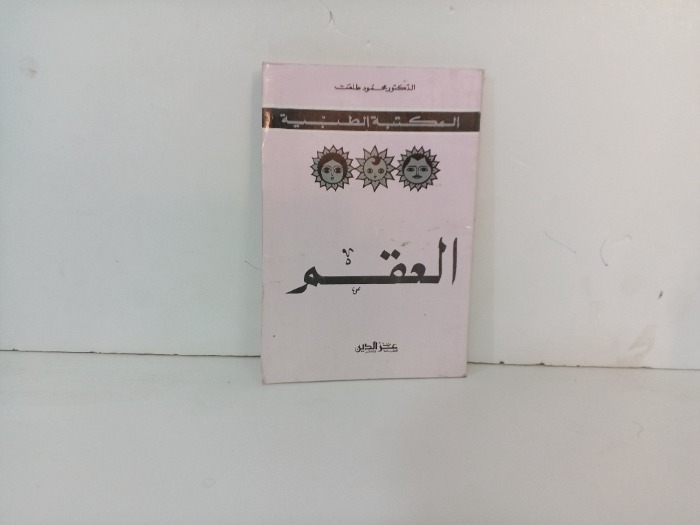 الدكتور محمود طلعت
المكتبة الطبية
العقم
عز الدين